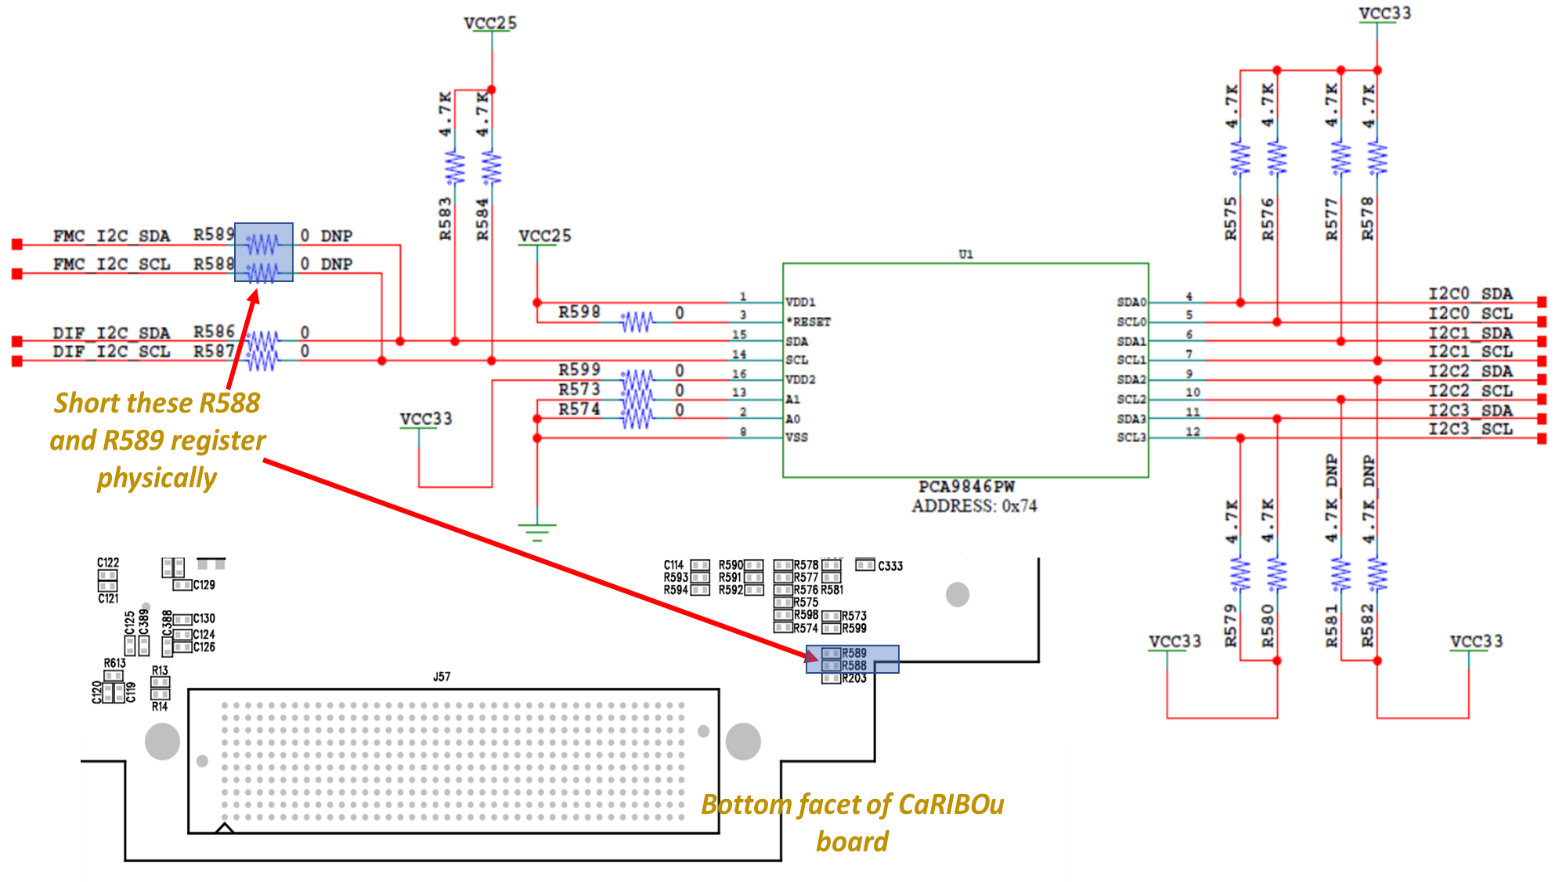 VCC25
VCC33
4.7K
4.7K
4.7K
4.7K
4.7K
4.7K
R583
R584
R575
R576
R577
R578
FMC_I2C_SDA R589 0 DNP
FMC_I2C_SCL R588 0 DNP
VCC25
U1
DIF_I2C_SDA R586 0
DIF_I2C_SCL R587 0
R598 0
R599 0
R573 0
R574 0
VCC33
1 VDD1
3 *RESET
15 SDA
14 SCL
16 VDD2
13 A1
2 A0
8 VSS
SDA0 4 I2C0_SDA
SCL0 5 I2C0_SCL
SDA1 6 I2C1_SDA
SCL1 7 I2C1_SCL
SDA2 9 I2C2_SDA
SCL2 10 I2C2_SCL
SDA3 11 I2C3_SDA
SCL3 12 I2C3_SCL
PCA9846PW
ADDRESS: 0x74
Short these R588
and R589 register
physically
4.7K
4.7K
4.7K_DNP
4.7K_DNP
R579
R580
R581
R582
VCC33
VCC33
C122
C121
C129
C125
C389
C388
C130
C124
C126
R613
C120
C119
R13
R14
J57
C114 R590 R578 C333
R593 R591 R577
R594 R592 R576 R581
R575
R598 R573
R574 R599
R589
R588
R203
Bottom facet of CaRIBOu
board